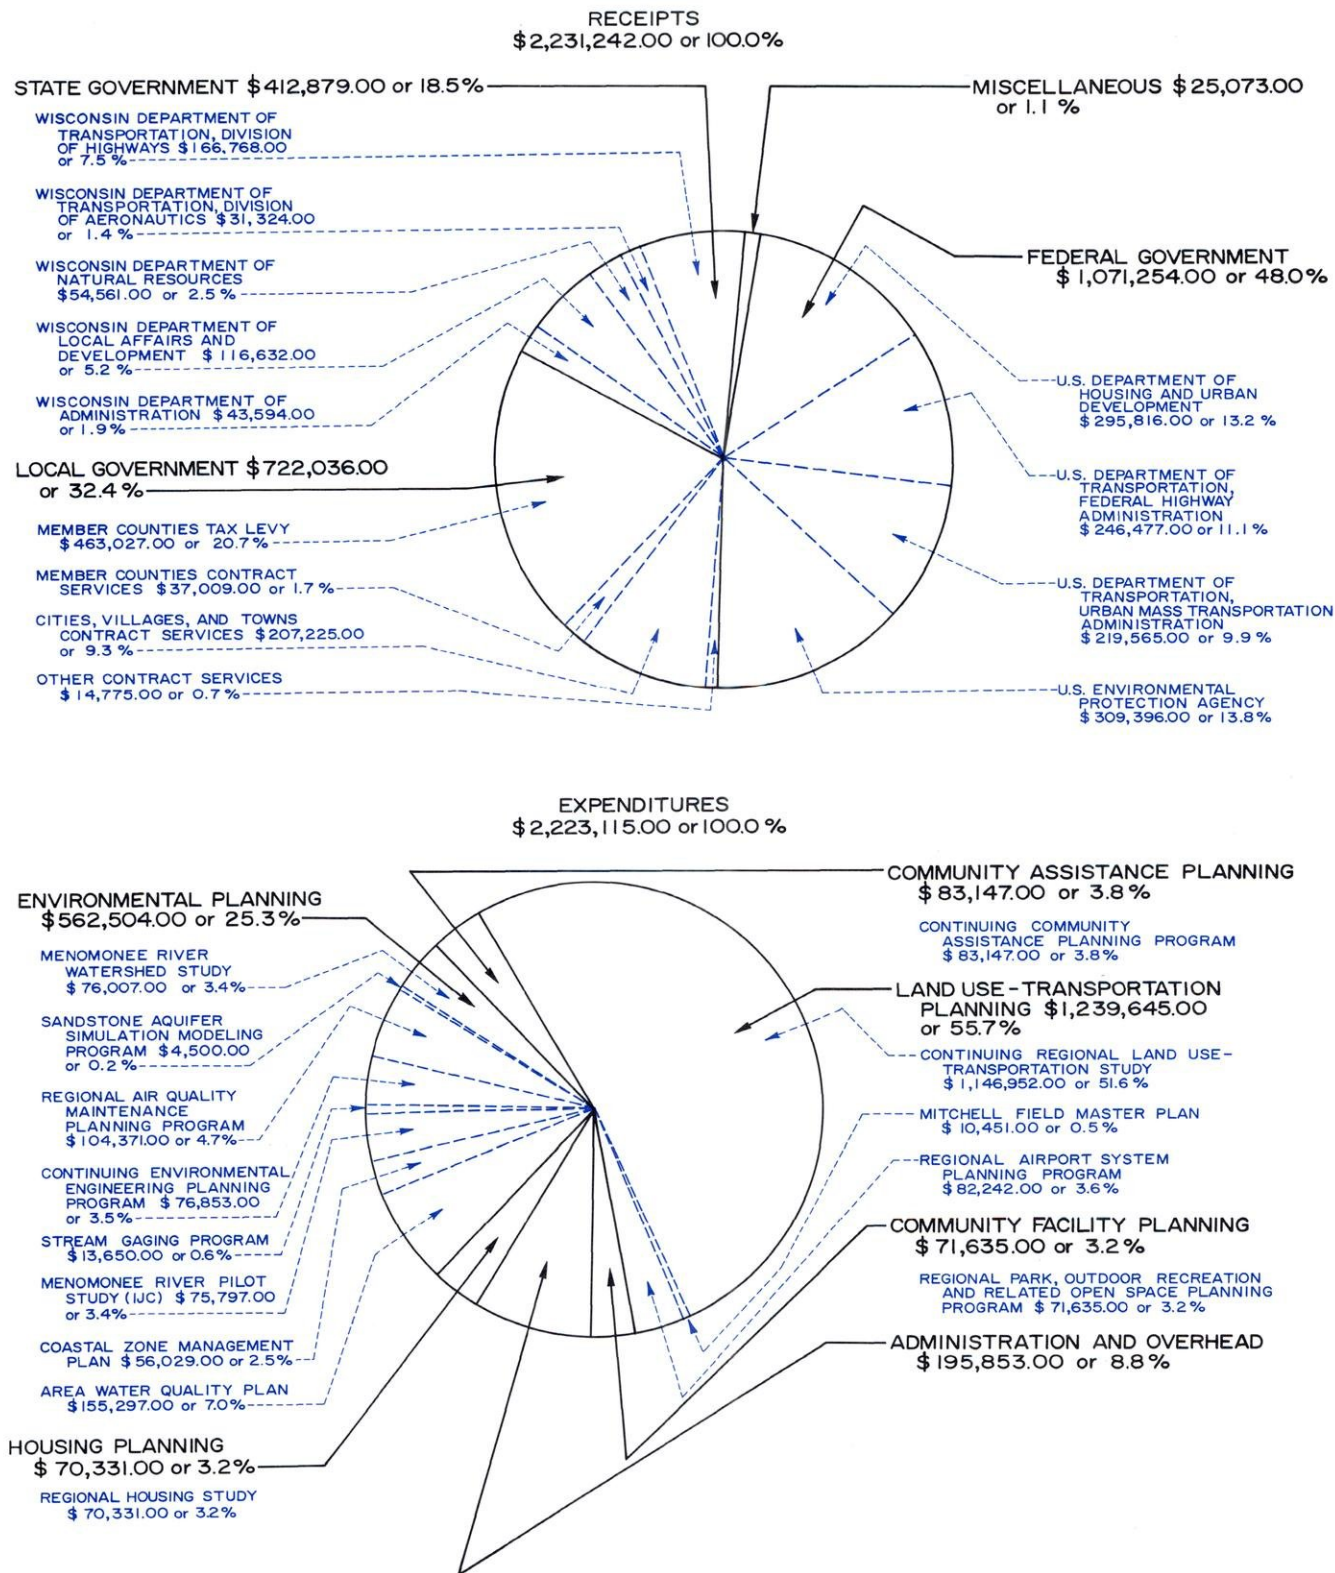 RECEIPTS
$2,231,242.00 or 100.0%
STATE GOVERNMENT $412,879.00 or 18.5%
WISCONSIN DEPARTMENT OF
TRANSPORTATION, DIVISION
OF HIGHWAYS $166,768.00
or 7.5%
WISCONSIN DEPARTMENT OF
TRANSPORTATION, DIVISION
OF AERONAUTICS $31,324.00
or 1.4%
WISCONSIN DEPARTMENT OF
NATURAL RESOURCES
$54,561.00 or 2.5%
WISCONSIN DEPARTMENT OF
LOCAL AFFAIRS AND
DEVELOPMENT $116,632.00
or 5.2%
WISCONSIN DEPARTMENT OF
ADMINISTRATION $43,594.00
or 1.9%
LOCAL GOVERNMENT $722,036.00
or 32.4%
MEMBER COUNTIES TAX LEVY
$463,027.00 or 20.7%
MEMBER COUNTIES CONTRACT
SERVICES $37,009.00 or 1.7%
CITIES, VILLAGES, AND TOWNS
CONTRACT SERVICES $207,225.00
or 9.3%
OTHER CONTRACT SERVICES
$14,775.00 or 0.7%
MISCELLANEOUS $25,073.00
or 1.1%
FEDERAL GOVERNMENT
$1,071,254.00 or 48.0%
U.S. DEPARTMENT OF
HOUSING AND URBAN
DEVELOPMENT
$295,816.00 or 13.2%
U.S. DEPARTMENT OF
TRANSPORTATION,
FEDERAL HIGHWAY
ADMINISTRATION
$246,477.00 or 11.1%
U.S. DEPARTMENT OF
TRANSPORTATION,
URBAN MASS TRANSPORTATION
ADMINISTRATION
$219,565.00 or 9.9%
U.S. ENVIRONMENTAL
PROTECTION AGENCY
$309,396.00 or 13.8%
EXPENDITURES
$2,223,115.00 or 100.0%
ENVIRONMENTAL PLANNING
$562,504.00 or 25.3%
MENOMONEE RIVER
WATERSHED STUDY
$76,007.00 or 3.4%
SANDSTONE AQUIFER
SIMULATION MODELING
PROGRAM $4,500.00
or 0.2%
REGIONAL AIR QUALITY
MAINTENANCE
PLANNING PROGRAM
$104,371.00 or 4.7%
CONTINUING ENVIRONMENTAL
ENGINEERING PLANNING
PROGRAM $76,853.00
or 3.5%
STREAM GAGING PROGRAM
$13,650.00 or 0.6%
MENOMONEE RIVER PILOT
STUDY (IJC) $75,797.00
or 3.4%
COASTAL ZONE MANAGEMENT
PLAN $56,029.00 or 2.5%
AREA WATER QUALITY PLAN
$155,297.00 or 7.0%
HOUSING PLANNING
$70,331.00 or 3.2%
REGIONAL HOUSING STUDY
$70,331.00 or 3.2%
COMMUNITY ASSISTANCE PLANNING
$83,147.00 or 3.8%
CONTINUING COMMUNITY
ASSISTANCE PLANNING PROGRAM
$83,147.00 or 3.8%
LAND USE-TRANSPORTATION
PLANNING $1,239,645.00
or 55.7%
CONTINUING REGIONAL LAND USE-
TRANSPORTATION STUDY
$1,146,952.00 or 51.6%
MITCHELL FIELD MASTER PLAN
$10,451.00 or 0.5%
REGIONAL AIRPORT SYSTEM
PLANNING PROGRAM
$82,242.00 or 3.6%
COMMUNITY FACILITY PLANNING
$71,635.00 or 3.2%
REGIONAL PARK, OUTDOOR RECREATION
AND RELATED OPEN SPACE PLANNING
PROGRAM $71,635.00 or 3.2%
ADMINISTRATION AND OVERHEAD
$195,853.00 or 8.8%